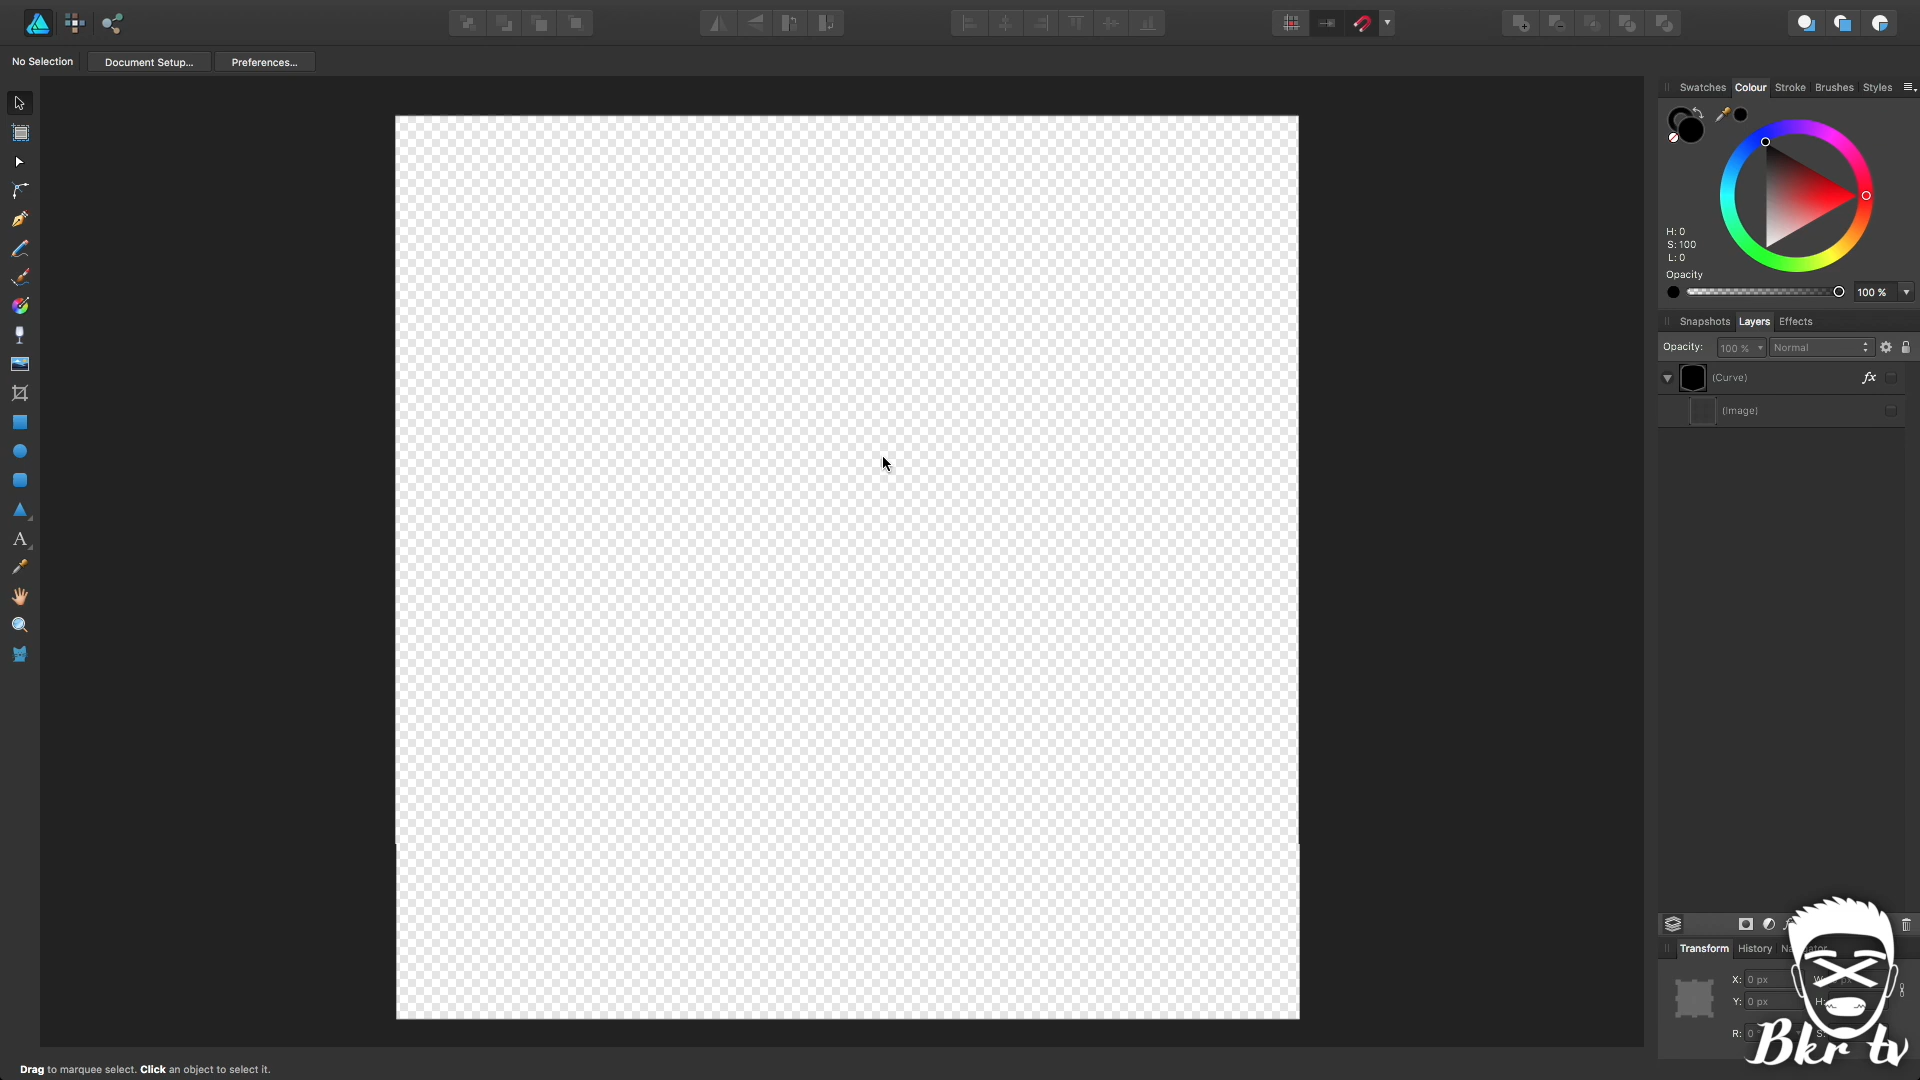 No Selection
Document Setup...
Preferences...
Swatches Colour Stroke Brushes Styles
H: 0
S: 100
L: 0
Opacity
100 %
Snapshots Layers Effects
Opacity: 100 % Normal
(Curve) fx
(Image)
A
Transform History
X: 0 px
Y: 0 px
H:
R: 0
S:
Bkr tv
Drag to marquee select. Click an object to select it.